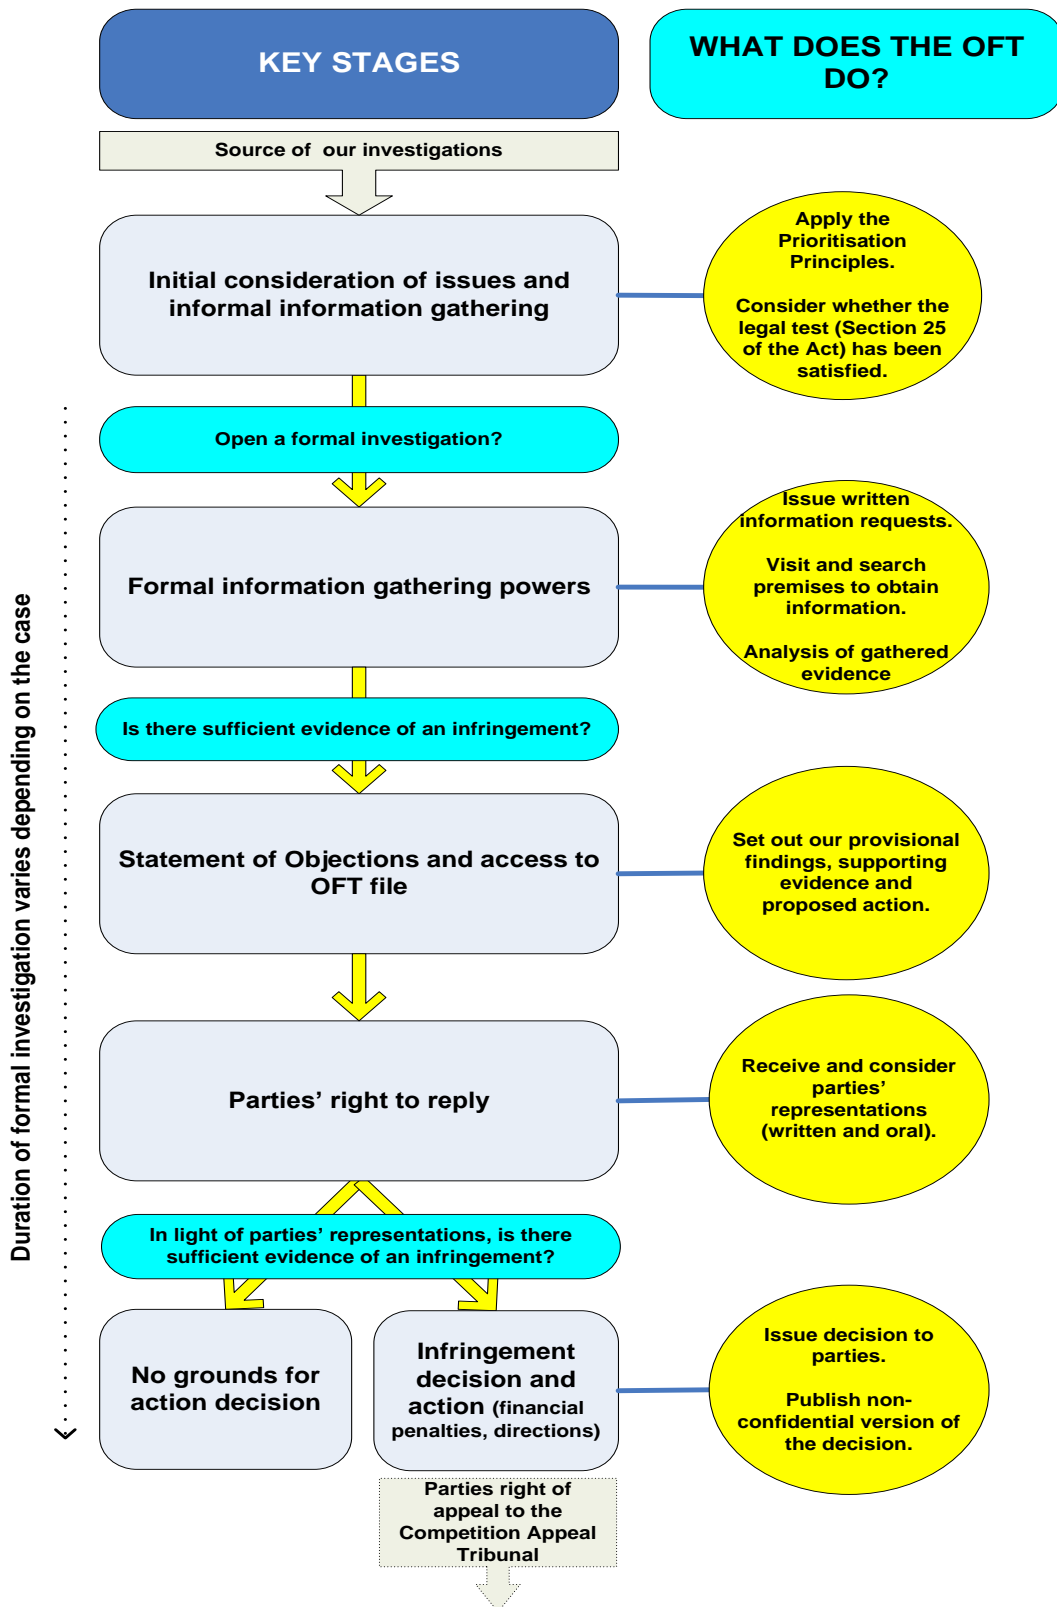 KEY STAGES
WHAT DOES THE OFT
DO?
Source of our investigations
Initial consideration of issues and
informal information gathering
Apply the
Prioritisation
Principles.
Consider whether the
legal test (Section 25
of the Act) has been
satisfied.
Open a formal investigation?
Formal information gathering powers
Issue written
information requests.
Visit and search
premises to obtain
information.
Analysis of gathered
evidence
Is there sufficient evidence of an infringement?
Statement of Objections and access to
OFT file
Set out our provisional
findings, supporting
evidence and
proposed action.
Parties’ right to reply
Receive and consider
parties’
representations
(written and oral).
In light of parties’ representations, is there
sufficient evidence of an infringement?
No grounds for
action decision
Infringement
decision and
action (financial
penalties, directions)
Issue decision to
parties.
Publish non-
confidential version of
the decision.
Parties right of
appeal to the
Competition Appeal
Tribunal
Duration of formal investigation varies depending on the case